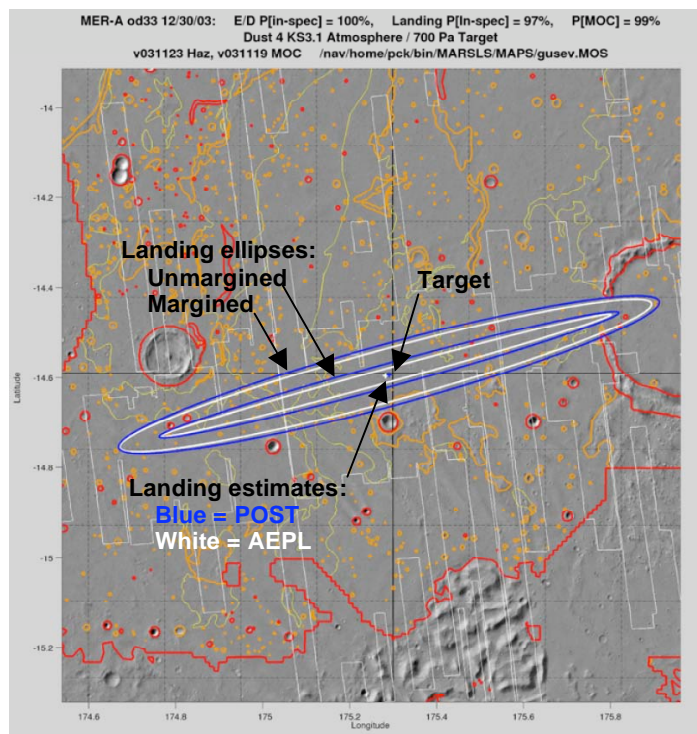 MER-A od33 12/30/03: E/D P[in-spec] = 100%, Landing P[In-spec] = 97%, P[MOC] = 99%
Dust 4 KS3.1 Atmosphere / 700 Pa Target
v031123 Haz, v031119 MOC /nav/home/pck/bin/MARSLS/MAPS/gusev.MOS
-14
-14.2
Landing ellipses:
Unmargined
Margined
Target
-14.4
Latitude
-14.6
-14.8
Landing estimates:
Blue = POST
White = AEPL
-15
-15.2
174.6
174.8
175
175.2
175.4
175.6
175.8
Longitude